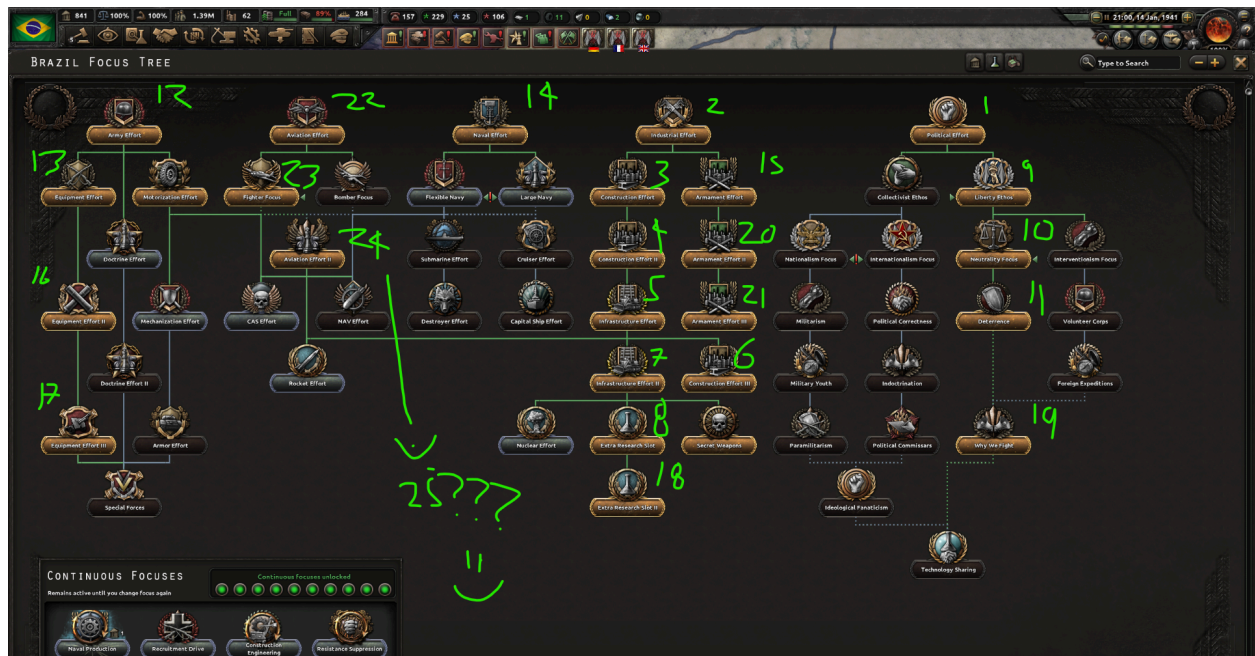 841 100% 100% 1.39M 62 Full 89% 284 157 229 25 106 1 11 0 2 0 21:00, 14 Jan, 1941
BRAZIL FOCUS TREE Type to Search
12 22 14 2 1
Army Effort Aviation Effort Naval Effort Industrial Effort Political Effort
13 23 3 15 9
Equipment Effort Motorization Effort Fighter Focus Bomber Focus Flexible Navy Large Navy Construction Effort Armament Effort Collectivist Ethos Liberty Ethos
24 4 20 10
Doctrine Effort Aviation Effort II Submarine Effort Cruiser Effort Construction Effort II Armament Effort II Nationalism Focus Internationalism Focus Neutrality Focus Interventionism Focus
16 5 21 11
Equipment Effort II Mechanization Effort CAS Effort NAV Effort Destroyer Effort Capital Ship Effort Infrastructure Effort Armament Effort III Militarism Political Correctness Deterrence Volunteer Corps
7 6
Doctrine Effort II Rocket Effort Infrastructure Effort II Construction Effort III Military Youth Indoctrination Foreign Expeditions
17 8 19
Equipment Effort III Armor Effort Nuclear Effort Extra Research Slot Secret Weapons Paramilitarism Political Commissars Why We Fight
25??? 18
Special Forces Extra Research Slot II Ideological Fanaticism
Technology Sharing
CONTINUOUS FOCUSES Continuous focuses unlocked
Remains active until you change focus again
Naval Production Recruitment Drive Construction Engineering Resistance Suppression